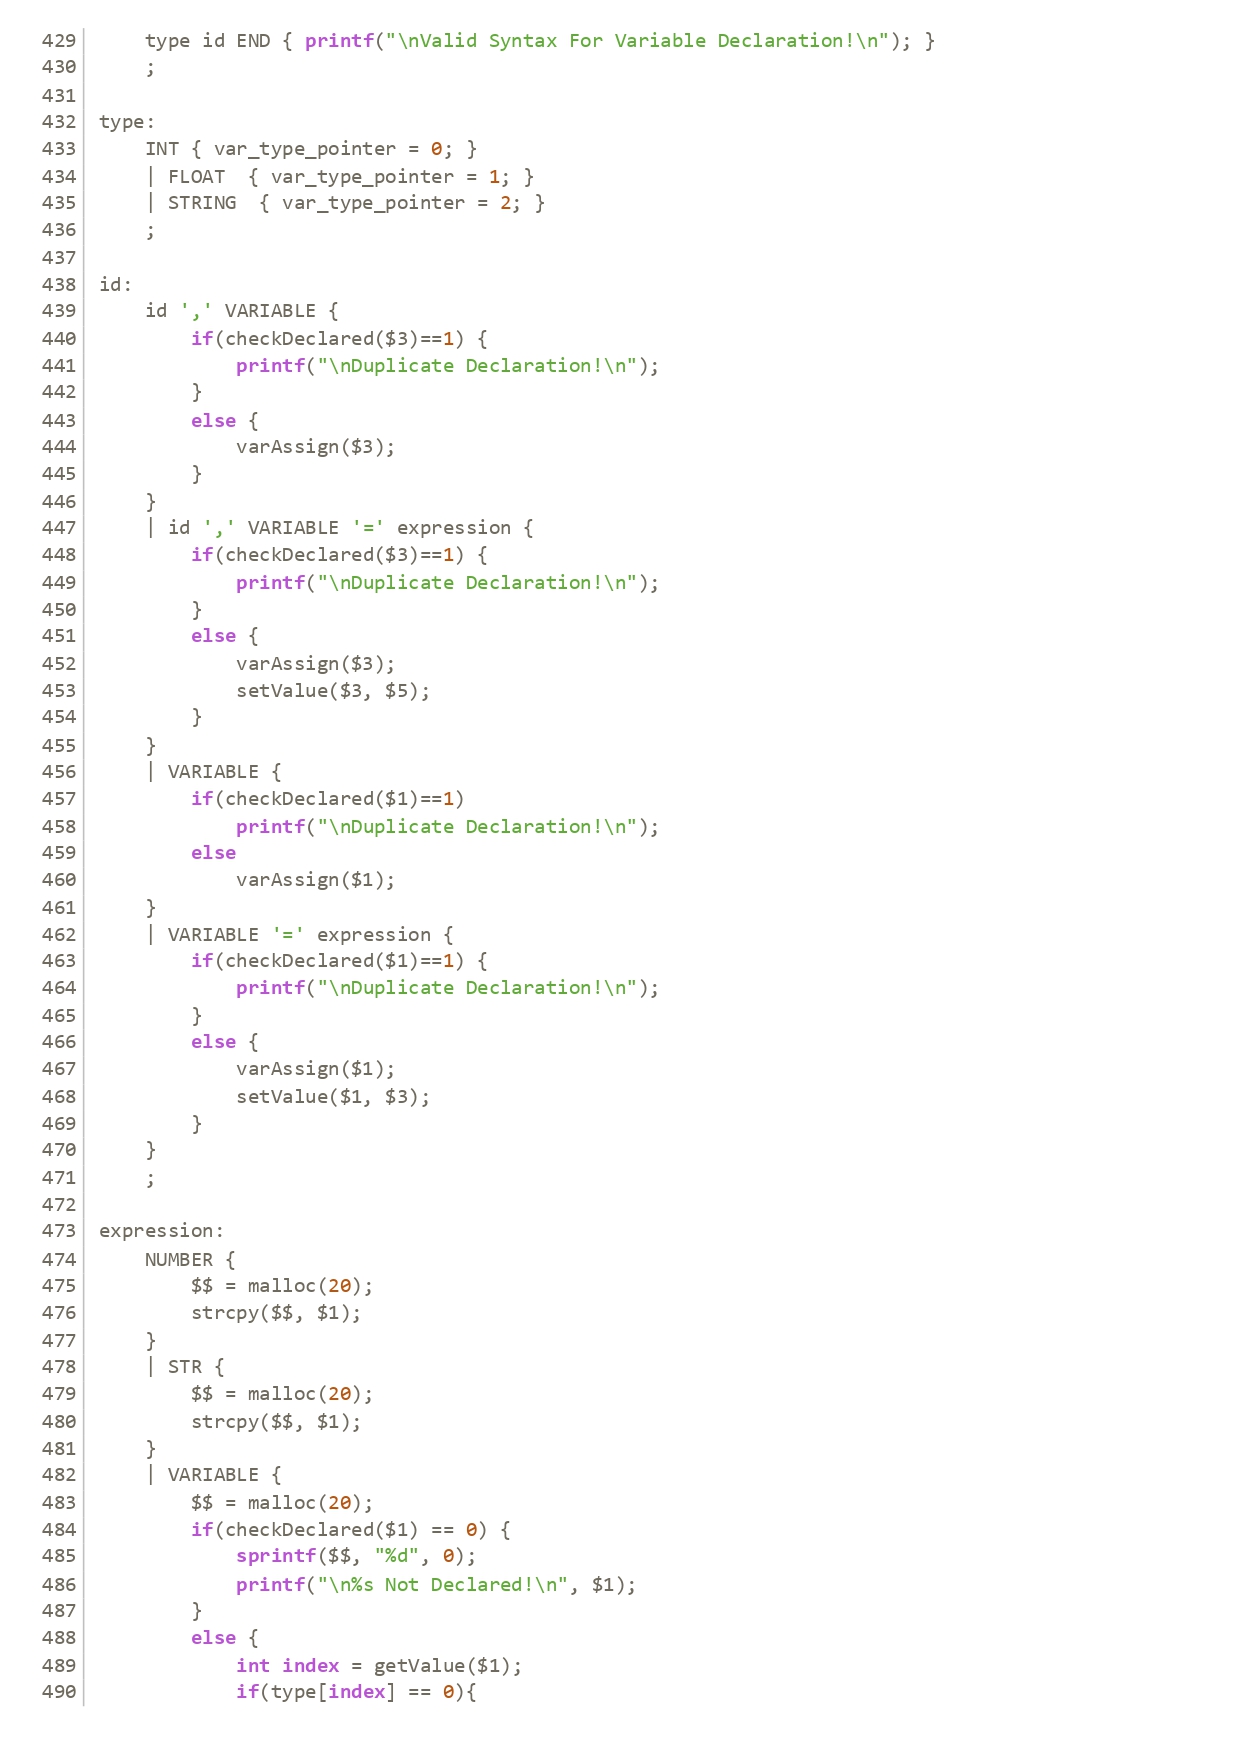 429     type id END { printf("\nValid Syntax For Variable Declaration!\n"); }
430     ;
431
432 type:
433     INT { var_type_pointer = 0; }
434     | FLOAT  { var_type_pointer = 1; }
435     | STRING  { var_type_pointer = 2; }
436     ;
437
438 id:
439     id ',' VARIABLE {
440         if(checkDeclared($3)==1) {
441             printf("\nDuplicate Declaration!\n");
442         }
443         else {
444             varAssign($3);
445         }
446     }
447     | id ',' VARIABLE '=' expression {
448         if(checkDeclared($3)==1) {
449             printf("\nDuplicate Declaration!\n");
450         }
451         else {
452             varAssign($3);
453             setValue($3, $5);
454         }
455     }
456     | VARIABLE {
457         if(checkDeclared($1)==1)
458             printf("\nDuplicate Declaration!\n");
459         else
460             varAssign($1);
461     }
462     | VARIABLE '=' expression {
463         if(checkDeclared($1)==1) {
464             printf("\nDuplicate Declaration!\n");
465         }
466         else {
467             varAssign($1);
468             setValue($1, $3);
469         }
470     }
471     ;
472
473 expression:
474     NUMBER {
475         $$ = malloc(20);
476         strcpy($$, $1);
477     }
478     | STR {
479         $$ = malloc(20);
480         strcpy($$, $1);
481     }
482     | VARIABLE {
483         $$ = malloc(20);
484         if(checkDeclared($1) == 0) {
485             sprintf($$, "%d", 0);
486             printf("\n%s Not Declared!\n", $1);
487         }
488         else {
489             int index = getValue($1);
490             if(type[index] == 0){